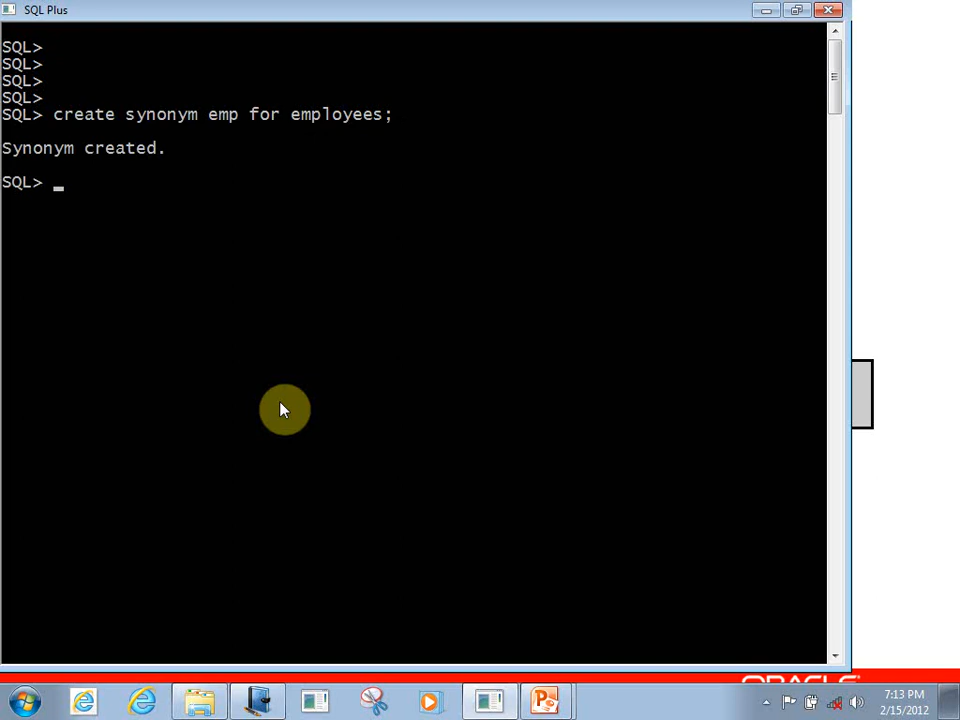 SQL Plus
SQL>
SQL>
SQL>
SQL>
SQL> create synonym emp for employees;
Synonym created.
SQL> _
ORACLE
7:13 PM
2/15/2012